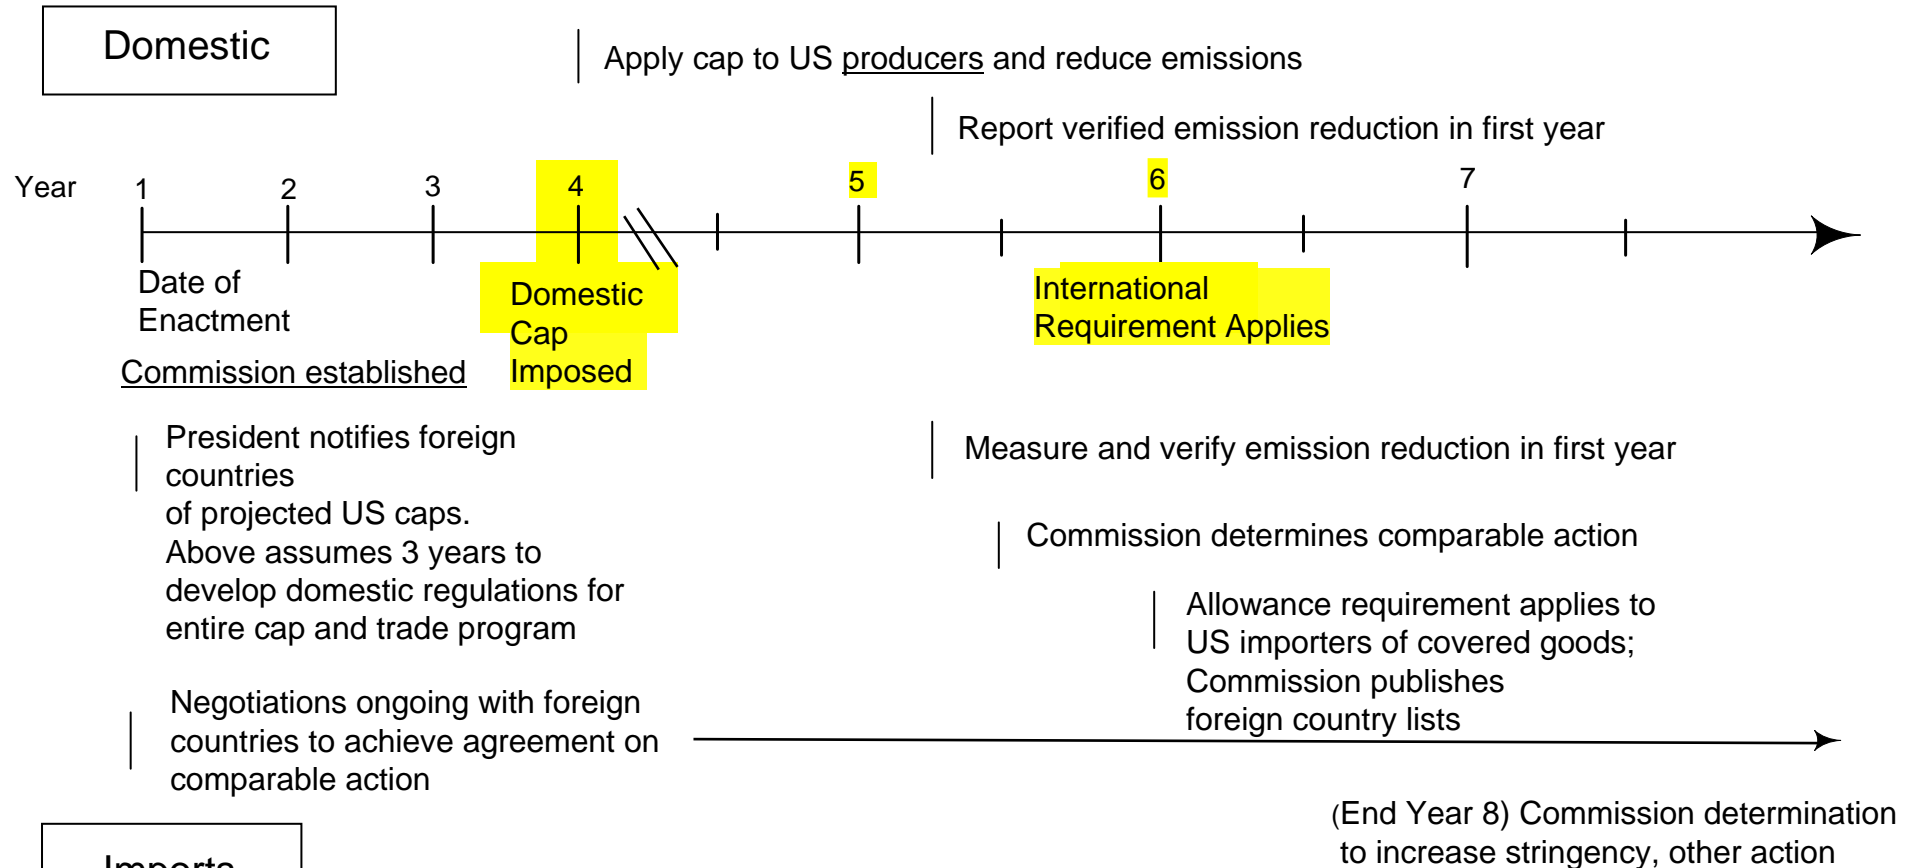 Domestic
Apply cap to US producers and reduce emissions
Report verified emission reduction in first year
Year 1 2 3 4 5 6 7
Date of
Enactment
Domestic
Cap
Imposed
International
Requirement Applies
Commission established
President notifies foreign
countries
of projected US caps.
Above assumes 3 years to
develop domestic regulations for
entire cap and trade program
Measure and verify emission reduction in first year
Commission determines comparable action
Allowance requirement applies to
US importers of covered goods;
Commission publishes
foreign country lists
Negotiations ongoing with foreign
countries to achieve agreement on
comparable action
(End Year 8) Commission determination
to increase stringency, other action